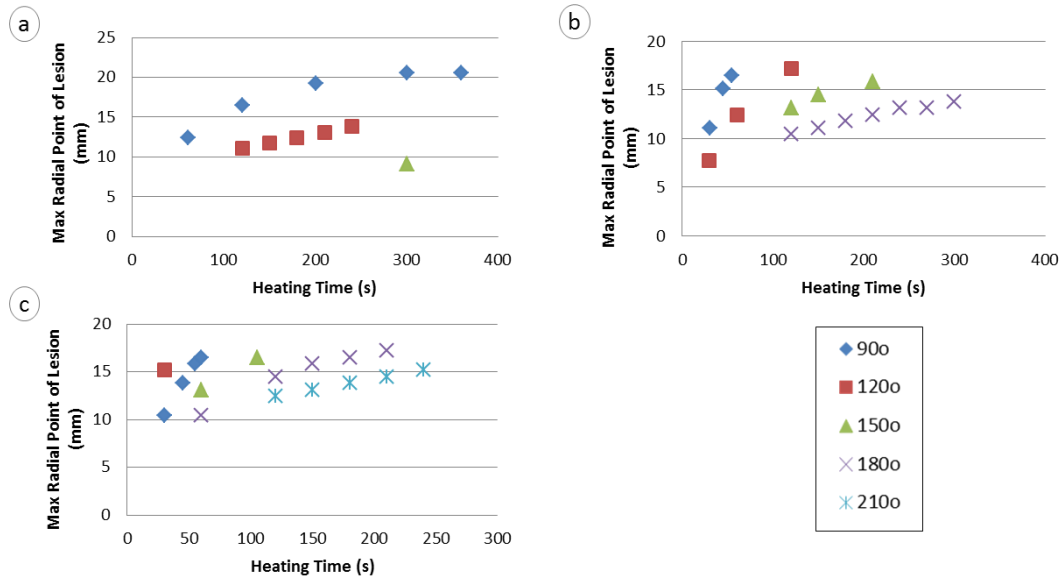 a
25
20
15
10
5
0
0 100 200 300 400
Max Radial Point of Lesion
(mm)
Heating Time (s)
b
20
15
10
5
0
0 100 200 300 400
Max Radial Point of Lesion
(mm)
Heating Time (s)
c
20
15
10
5
0
0 50 100 150 200 250 300
Max Radial Point of Lesion
(mm)
Heating Time (s)
90o
120o
150o
180o
210o